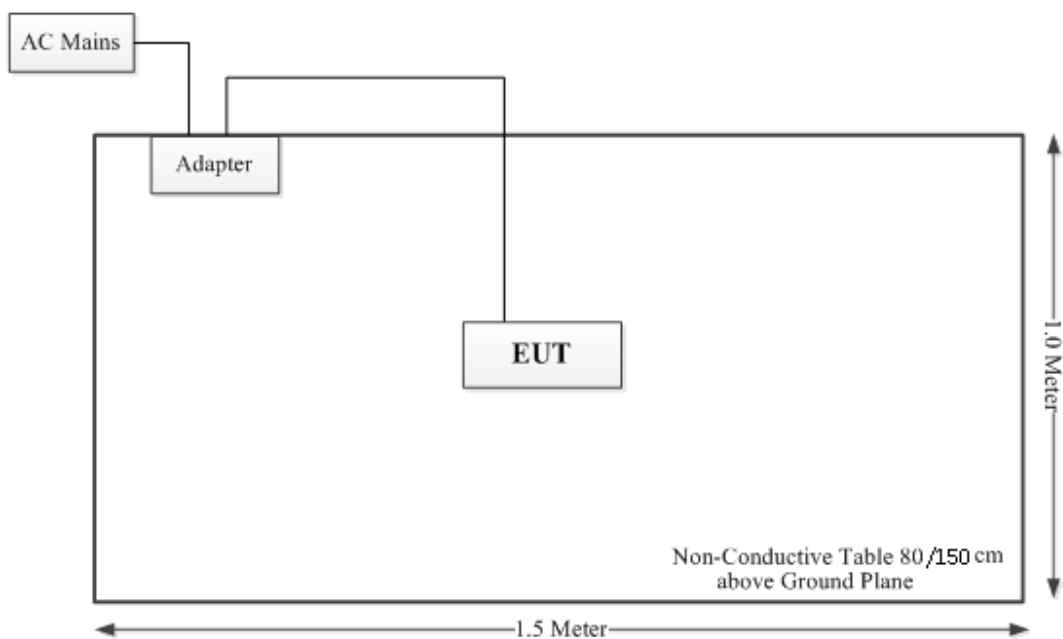 AC Mains
Adapter
EUT
1.0 Meter
Non-Conductive Table 80/150 cm
above Ground Plane
1.5 Meter